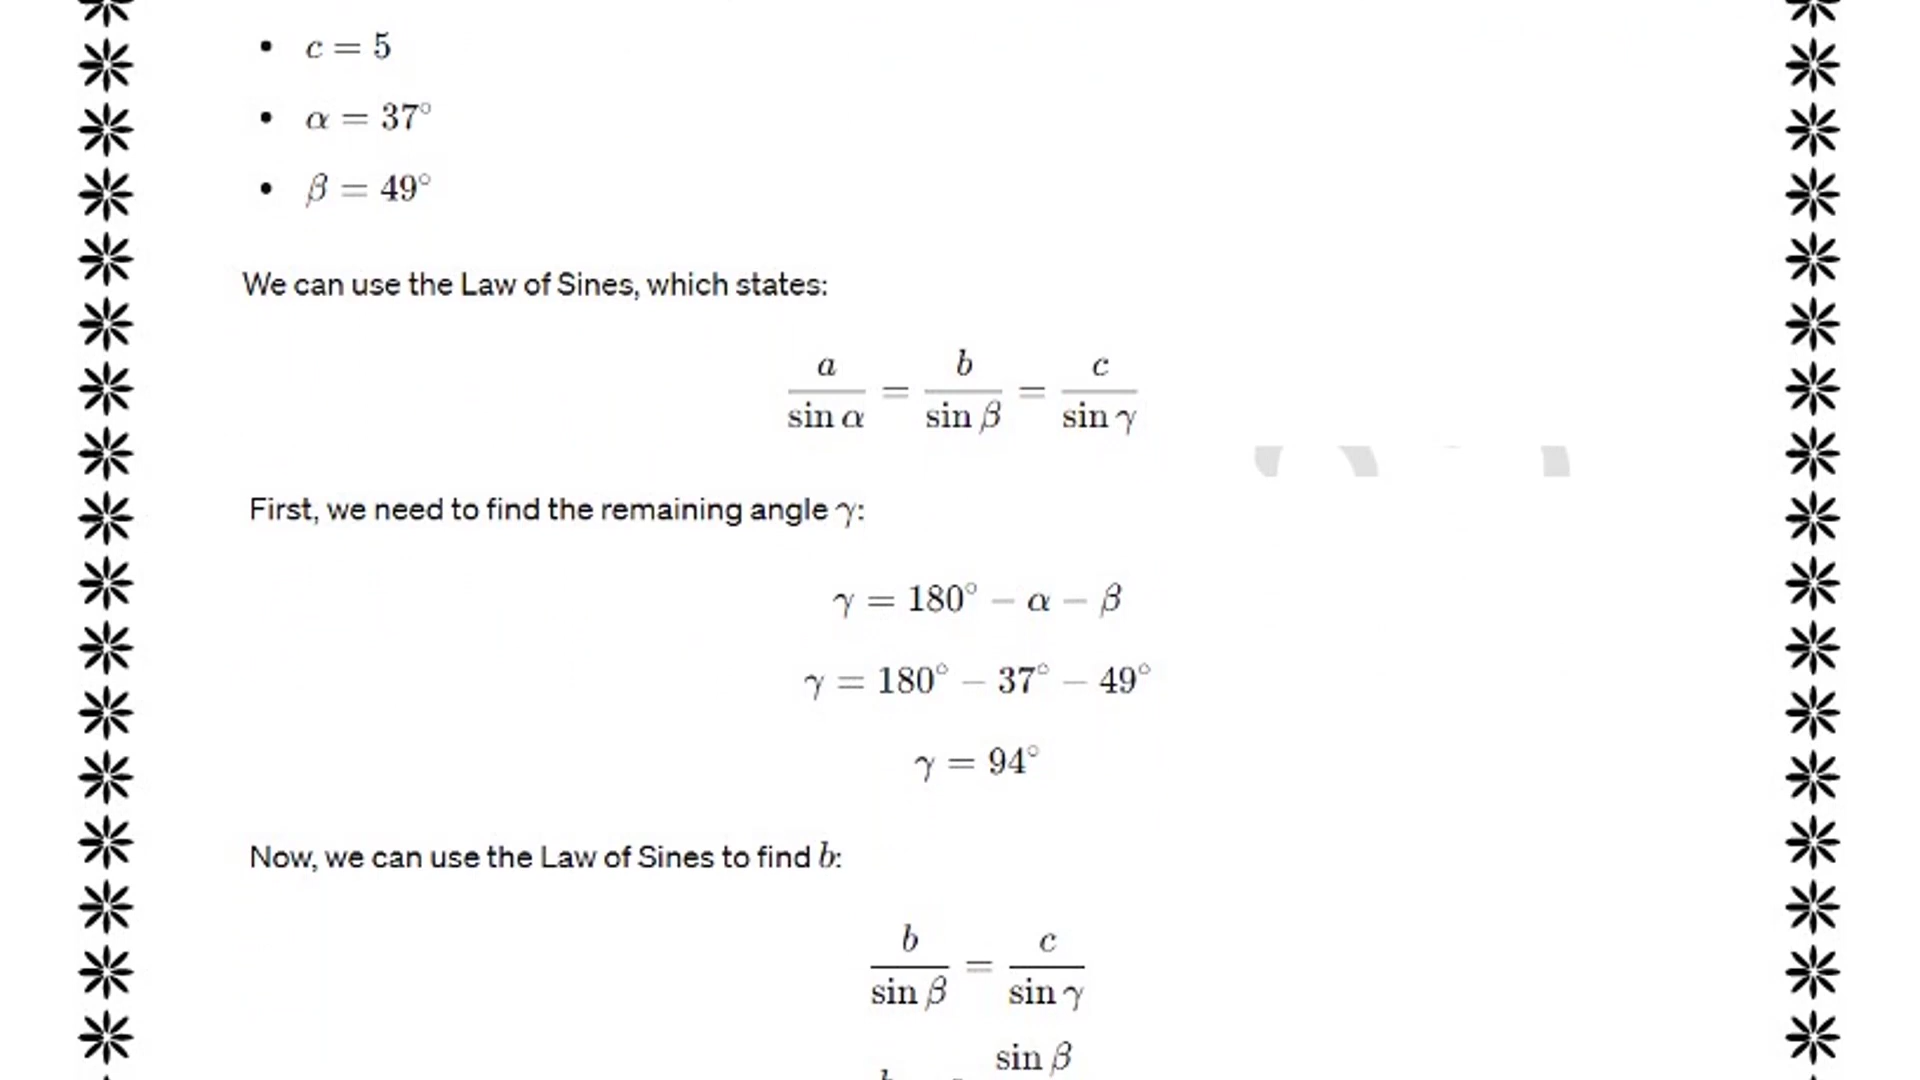 • c = 5
• α = 37°
• β = 49°
We can use the Law of Sines, which states:
a/sin α = b/sin β = c/sin γ
First, we need to find the remaining angle γ:
γ = 180° − α − β
γ = 180° − 37° − 49°
γ = 94°
Now, we can use the Law of Sines to find b:
b/sin β = c/sin γ
sin β